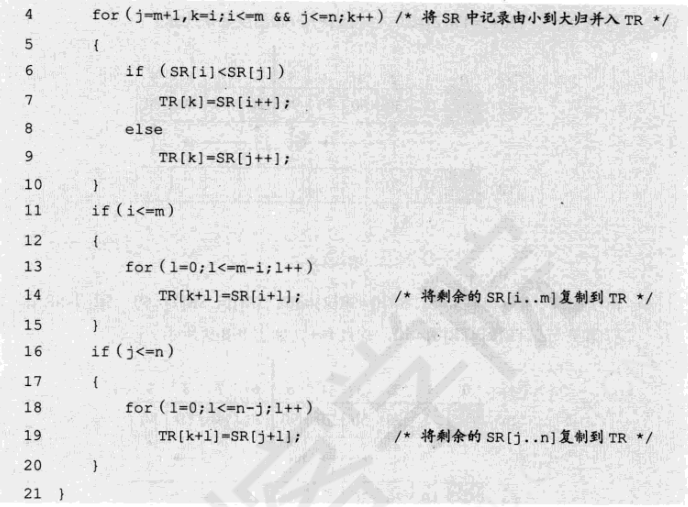 4 for(j=m+1,k=i;i<=m && j<=n;k++) /* 将 SR 中记录由小到大归并入 TR */
5 {
6 if (SR[i]<SR[j])
7 TR[k]=SR[i++];
8 else
9 TR[k]=SR[j++];
10 }
11 if(i<=m)
12 {
13 for(l=0;l<=m-i;l++)
14 TR[k+l]=SR[i+l]; /* 将剩余的 SR[i..m]复制到 TR */
15 }
16 if(j<=n)
17 {
18 for(l=0;l<=n-j;l++)
19 TR[k+l]=SR[j+l]; /* 将剩余的 SR[j..n]复制到 TR */
20 }
21 }